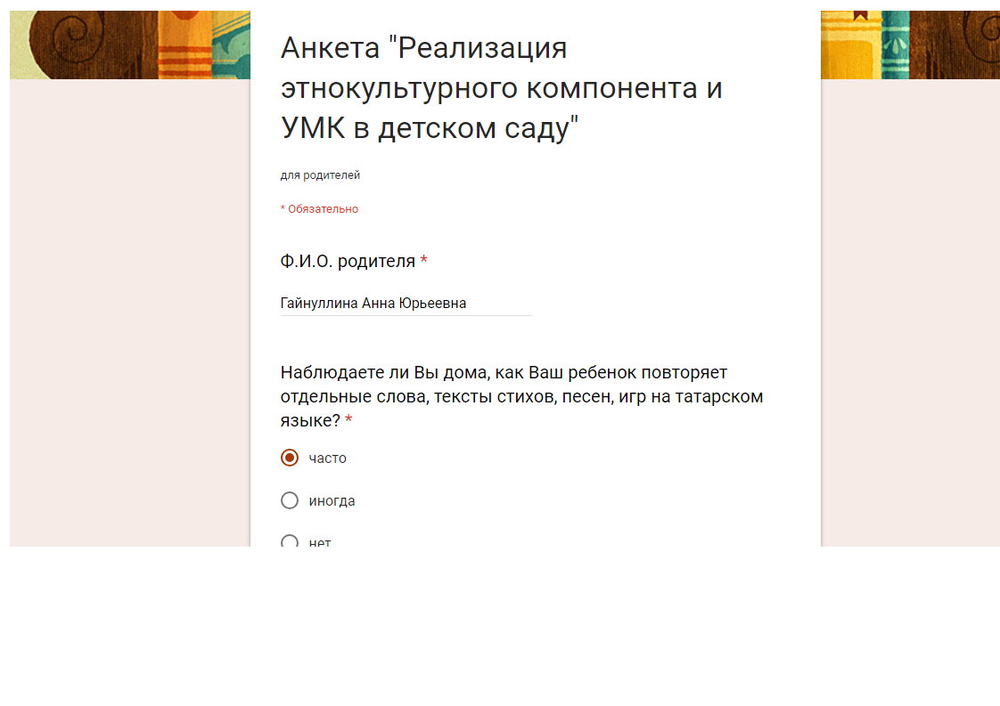 Анкета "Реализация
этнокультурного компонента и
УМК в детском саду"
для родителей
* Обязательно
Ф.И.О. родителя *
Гайнуллина Анна Юрьеевна
Наблюдаете ли Вы дома, как Ваш ребенок повторяет
отдельные слова, тексты стихов, песен, игр на татарском
языке? *
часто
иногда
нет